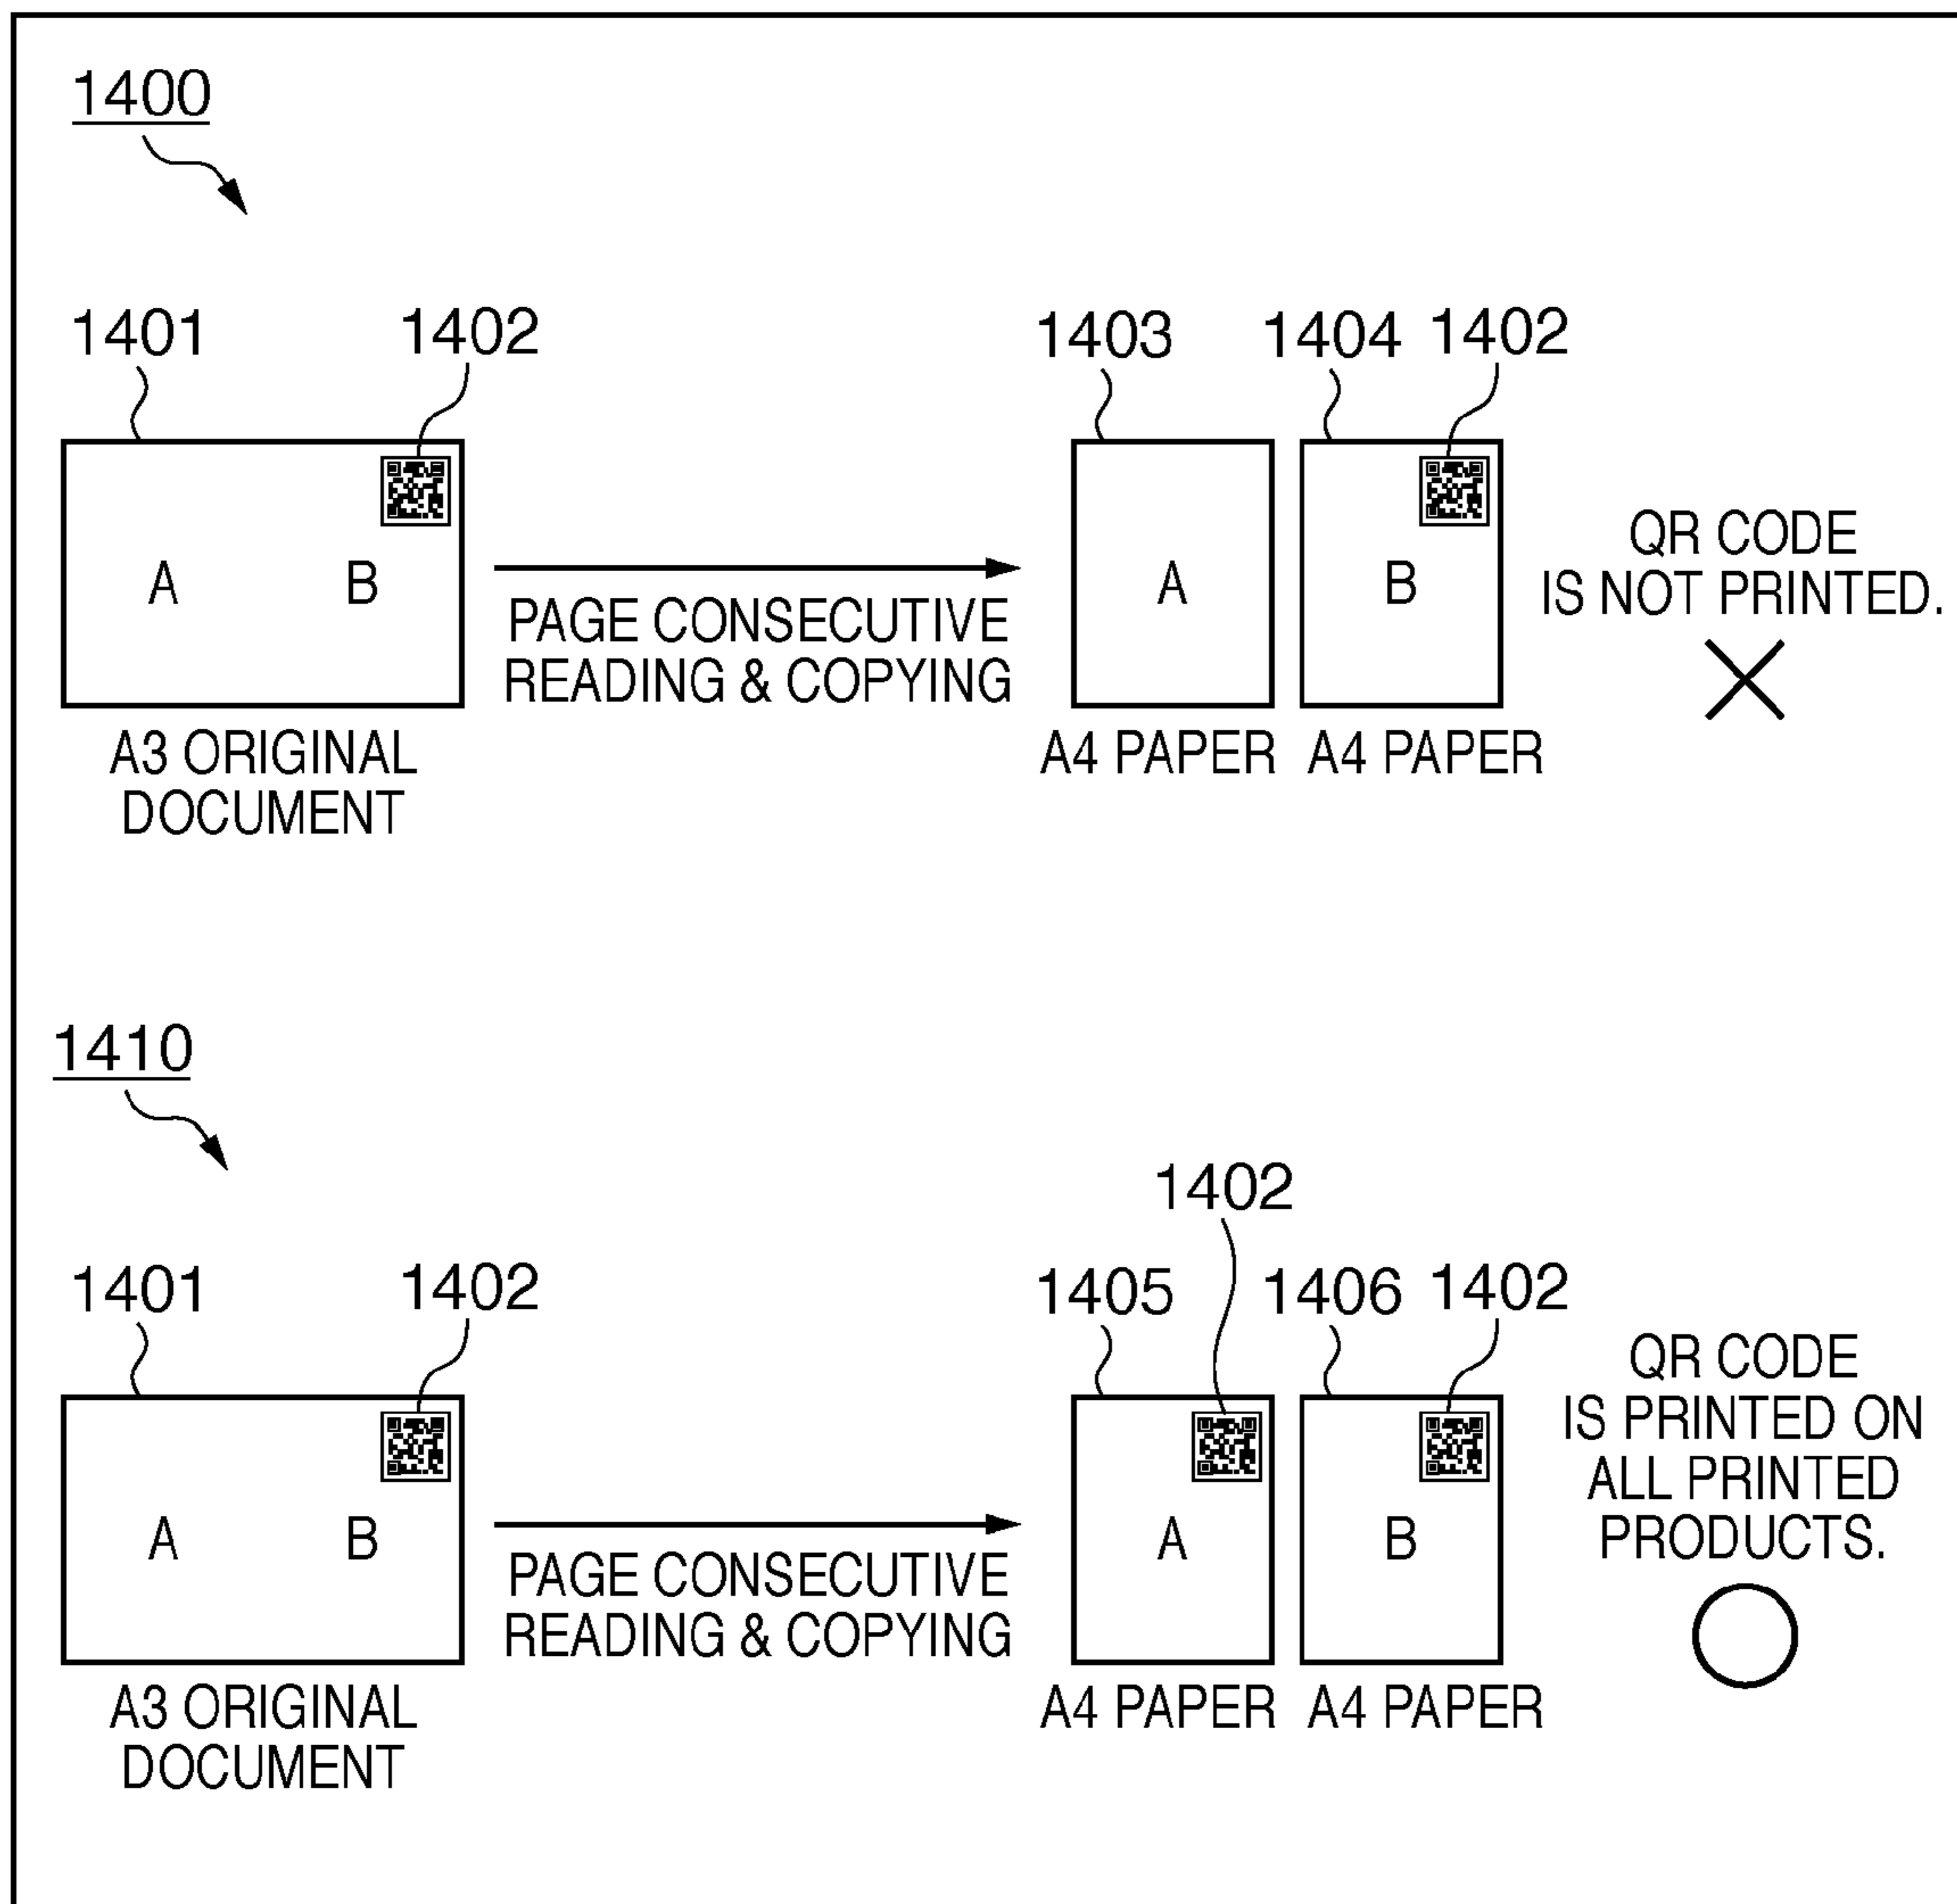 1400
1401
1402
1403
1404
1402
A
B
PAGE CONSECUTIVE
READING & COPYING
A
B
QR CODE
IS NOT PRINTED.
A3 ORIGINAL
DOCUMENT
A4 PAPER
A4 PAPER
1410
1402
1401
1402
1405
1406
1402
A
B
PAGE CONSECUTIVE
READING & COPYING
A
B
QR CODE
IS PRINTED ON
ALL PRINTED
PRODUCTS.
A3 ORIGINAL
DOCUMENT
A4 PAPER
A4 PAPER